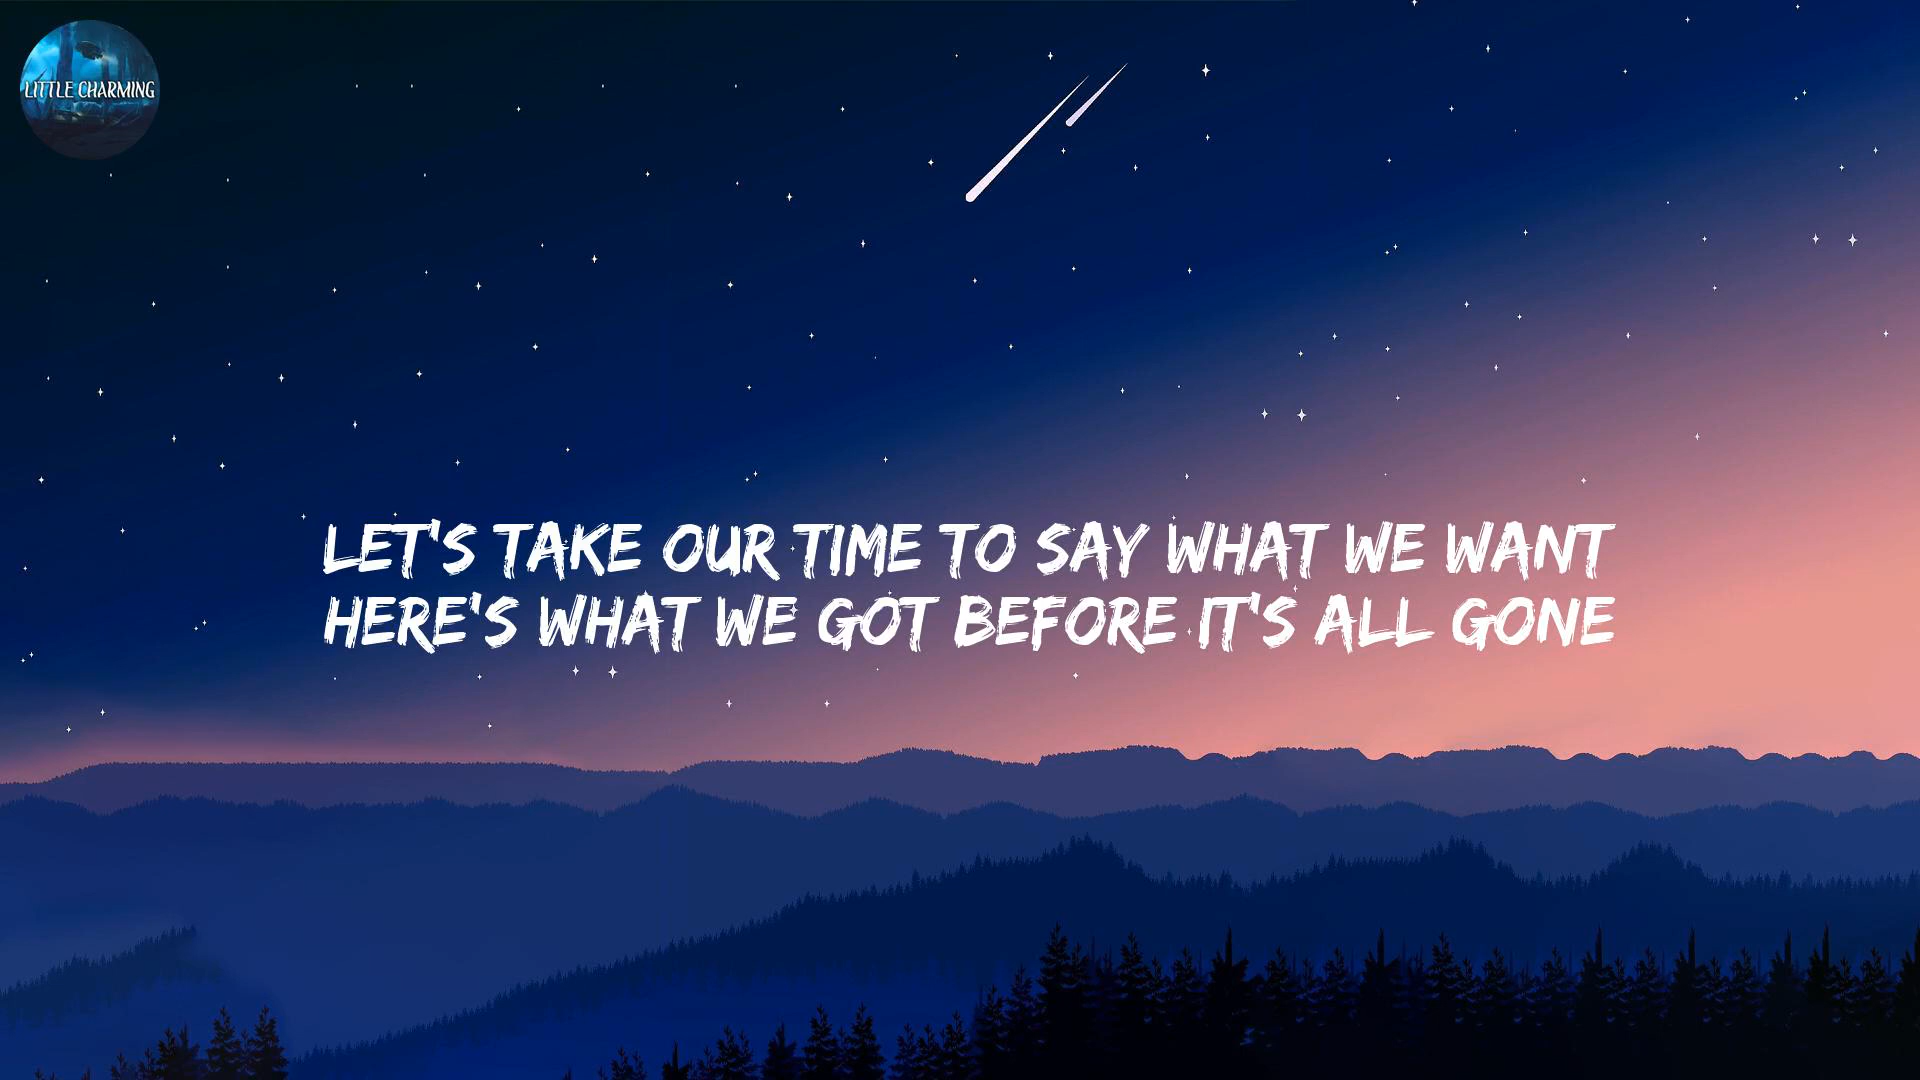 LITTLE CHARMING
LET'S TAKE OUR TIME TO SAY WHAT WE WANT
HERE'S WHAT WE GOT BEFORE IT'S ALL GONE